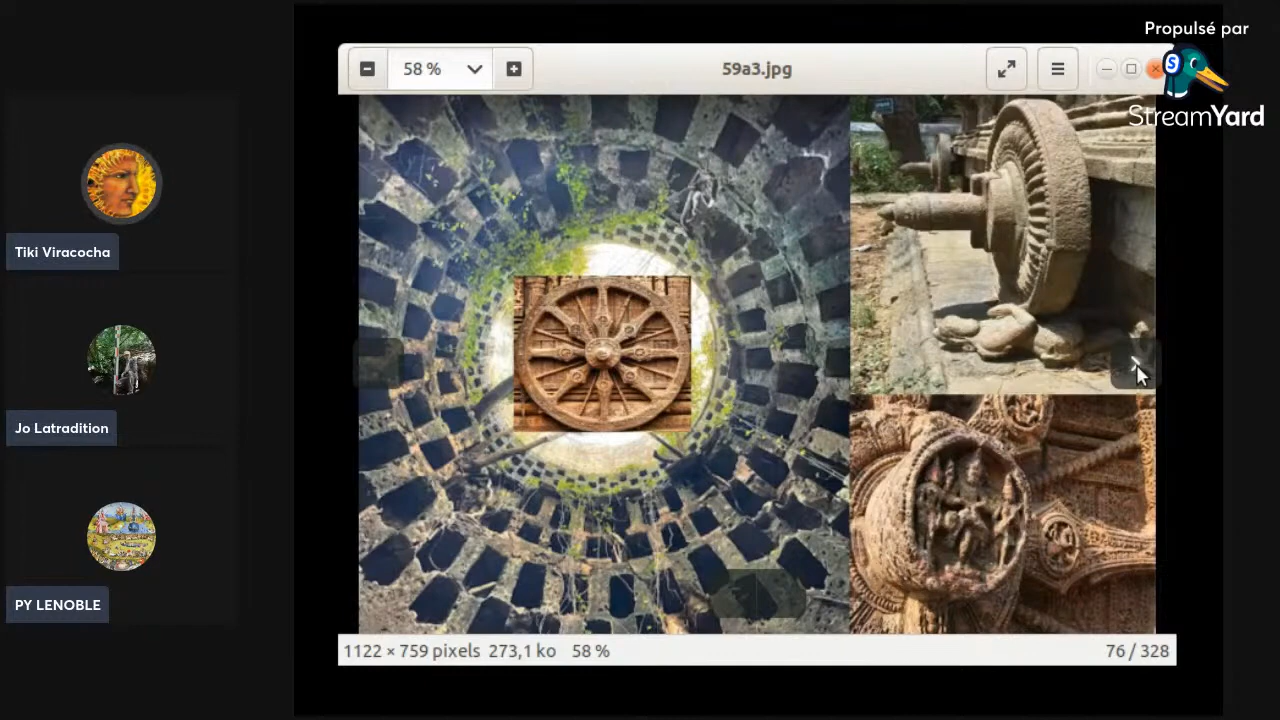 Propulsé par
StreamYard
58 %
59a3.jpg
Tiki Viracocha
Jo Latradition
PY LENOBLE
1122 × 759 pixels 273,1 ko 58 %
76 / 328